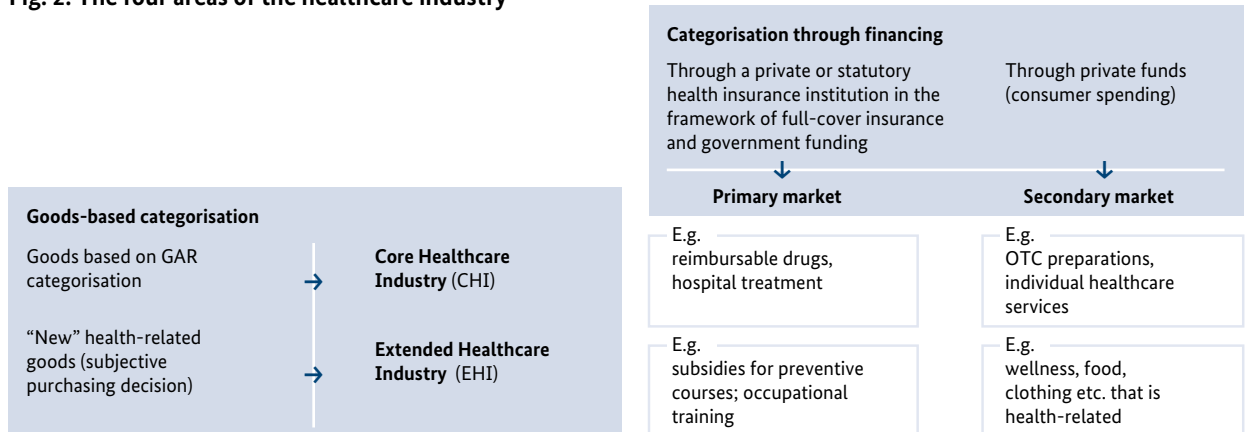 Fig. 2: The four areas of the healthcare industry
Categorisation through financing
Through a private or statutory
health insurance institution in the
framework of full-cover insurance
and government funding
Through private funds
(consumer spending)
Primary market
Secondary market
Goods-based categorisation
Goods based on GAR
categorisation
Core Healthcare
Industry (CHI)
E.g.
reimbursable drugs,
hospital treatment
E.g.
OTC preparations,
individual healthcare
services
“New” health-related
goods (subjective
purchasing decision)
Extended Healthcare
Industry (EHI)
E.g.
subsidies for preventive
courses; occupational
training
E.g.
wellness, food,
clothing etc. that is
health-related